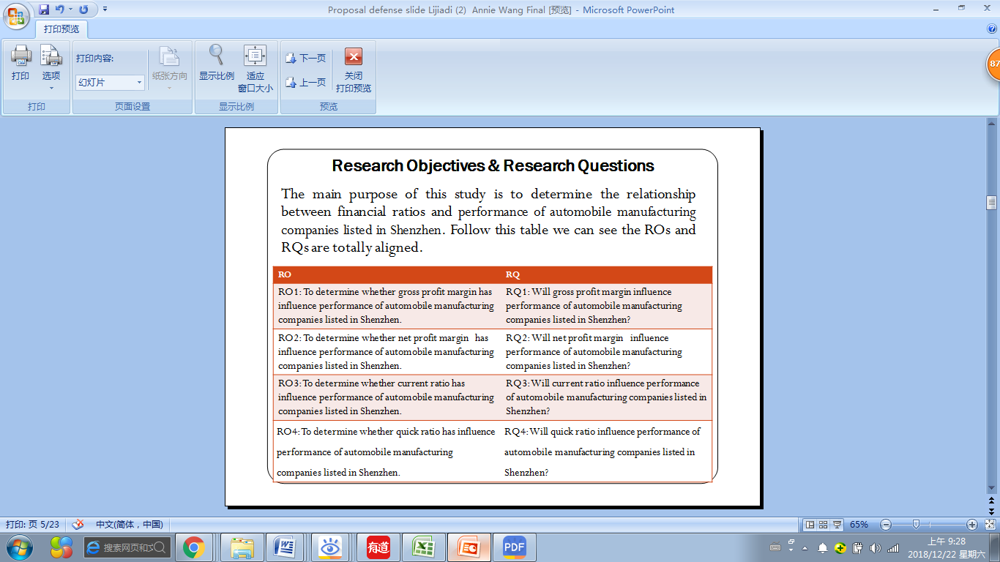 Proposal defense slide Lijiadi (2)  Annie Wang Final [预览] - Microsoft PowerPoint
打印预览
打印
选项
打印内容:
幻灯片
纸张方向
显示比例
适应
窗口大小
下一页
上一页
关闭
打印预览
打印
页面设置
显示比例
预览
87
Research Objectives & Research Questions
The main purpose of this study is to determine the relationship
between financial ratios and performance of automobile manufacturing
companies listed in Shenzhen. Follow this table we can see the ROs and
RQs are totally aligned.
RO
RQ
RO1: To determine whether gross profit margin has
influence performance of automobile manufacturing
companies listed in Shenzhen.
RQ1: Will gross profit margin influence
performance of automobile manufacturing
companies listed in Shenzhen?
RO2: To determine whether net profit margin  has
influence performance of automobile manufacturing
companies listed in Shenzhen.
RQ2: Will net profit margin  influence
performance of automobile manufacturing
companies listed in Shenzhen?
RO3: To determine whether current ratio has
influence performance of automobile manufacturing
companies listed in Shenzhen.
RQ3: Will current ratio influence performance
of automobile manufacturing companies listed in
Shenzhen?
RO4: To determine whether quick ratio has influence
performance of automobile manufacturing
companies listed in Shenzhen.
RQ4: Will quick ratio influence performance of
automobile manufacturing companies listed in
Shenzhen?
打印: 页 5/23
中文(简体，中国)
65%
搜索网页和文
有道
PDF
上午 9:28
2018/12/22 星期六